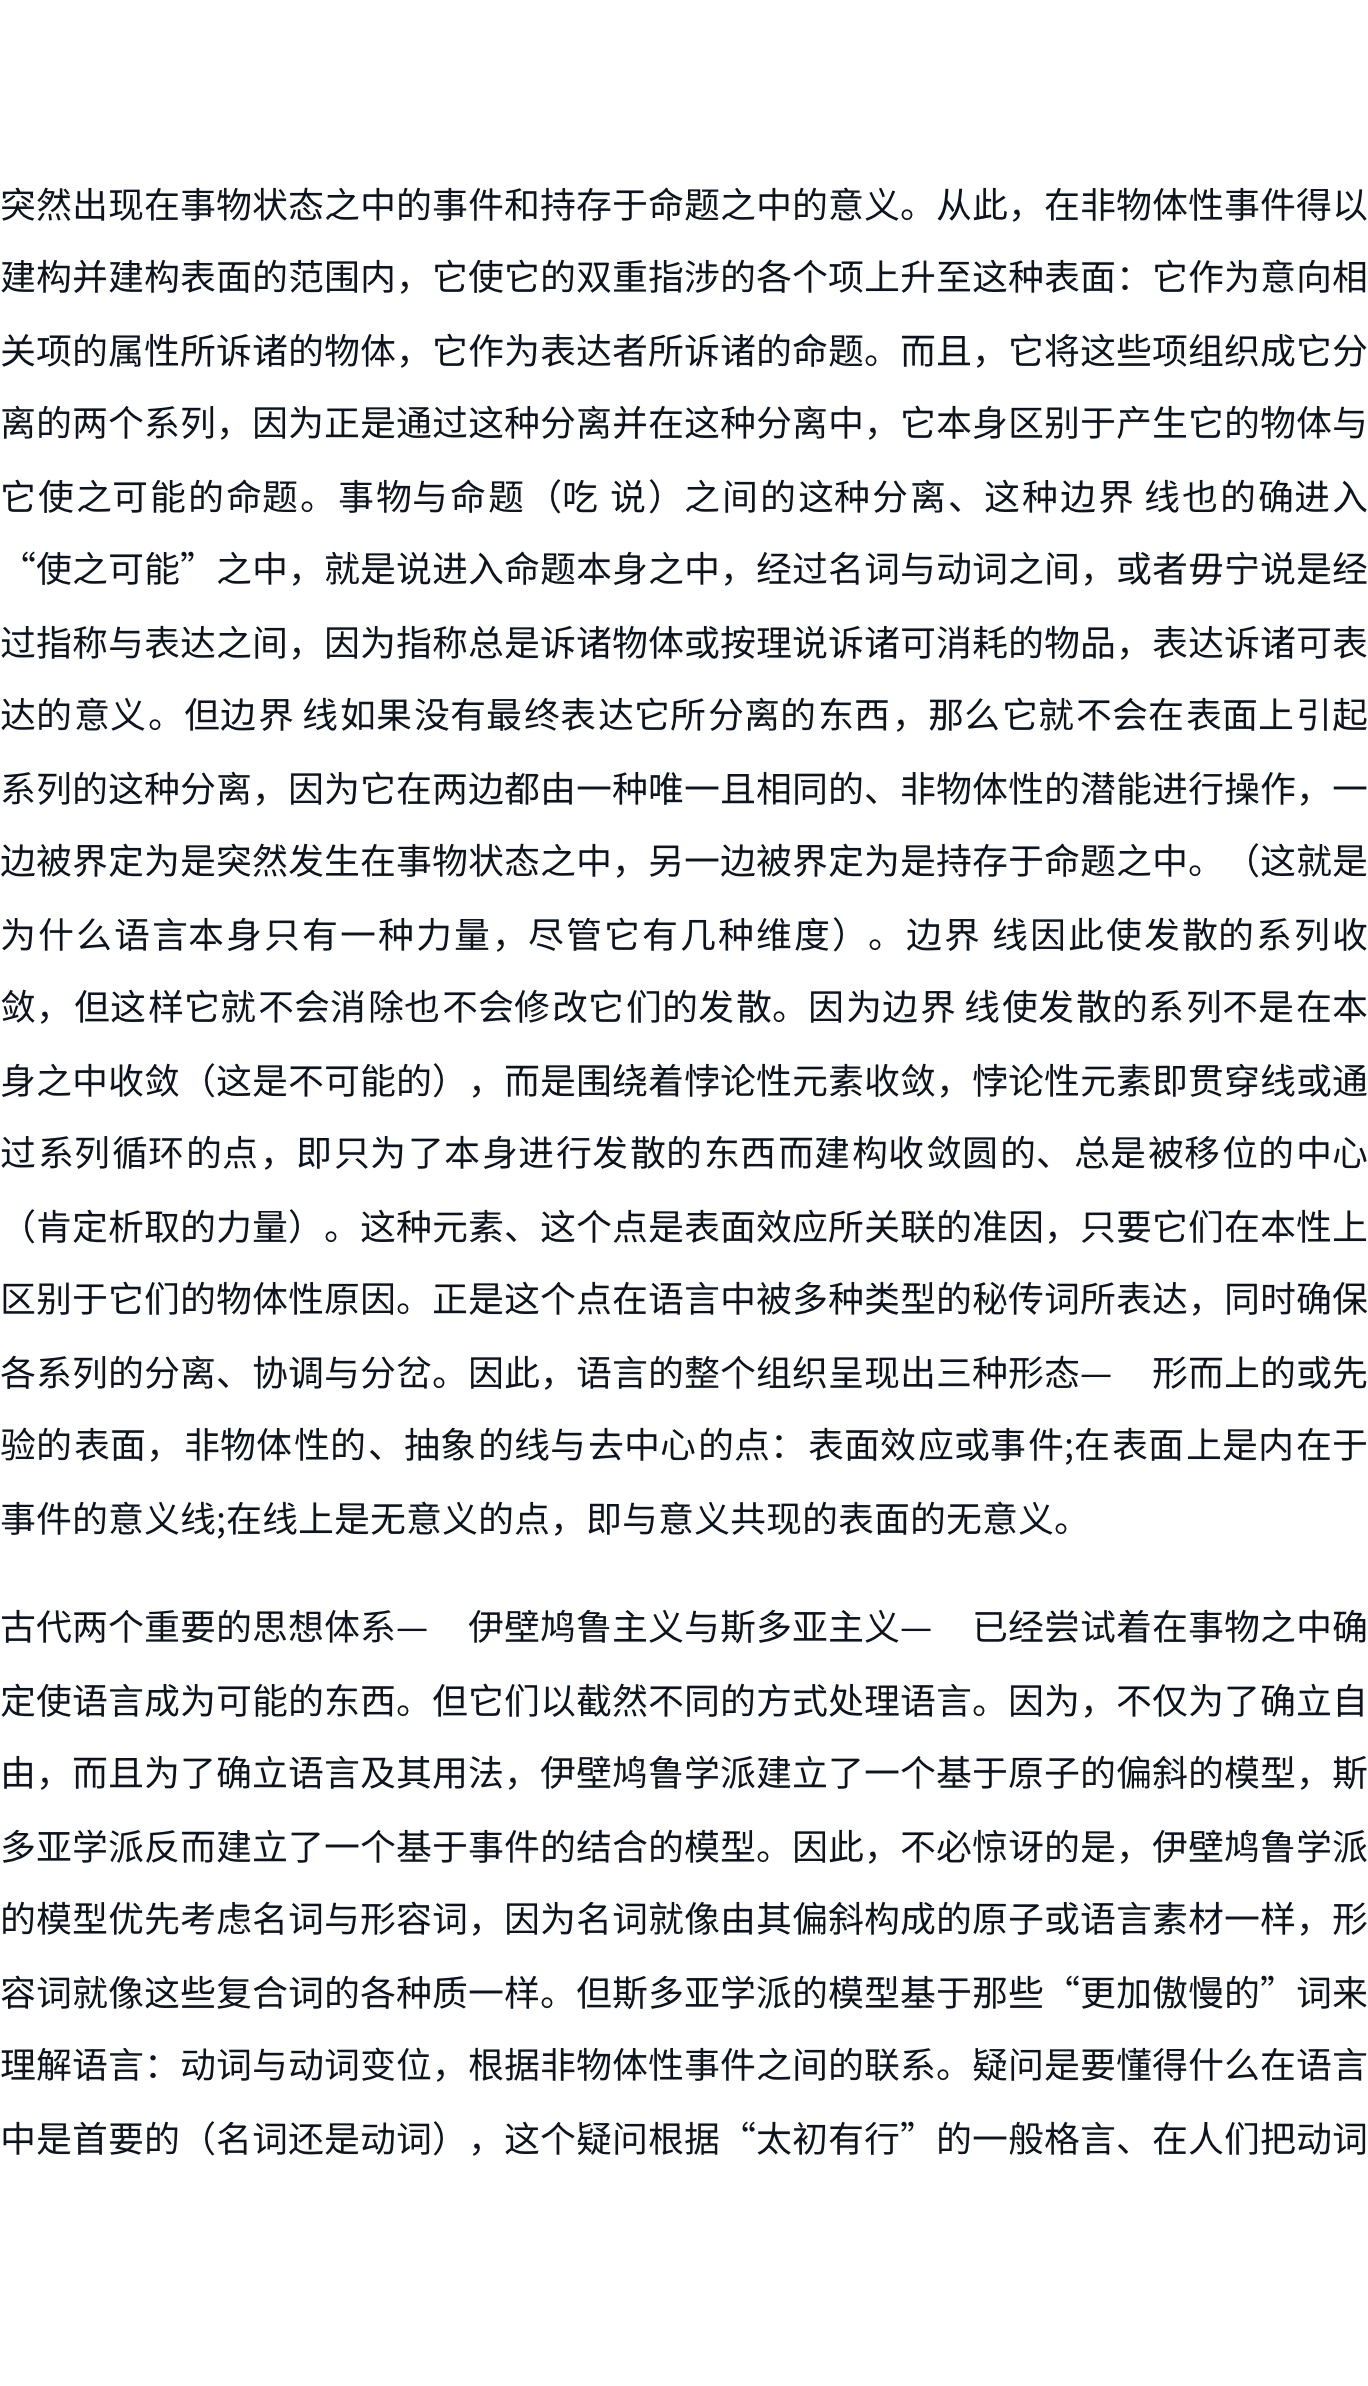 突然出现在事物状态之中的事件和持存于命题之中的意义。从此，在非物体性事件得以
建构并建构表面的范围内，它使它的双重指涉的各个项上升至这种表面：它作为意向相
关项的属性所诉诸的物体，它作为表达者所诉诸的命题。而且，它将这些项组织成它分
离的两个系列，因为正是通过这种分离并在这种分离中，它本身区别于产生它的物体与
它使之可能的命题。事物与命题（吃 说）之间的这种分离、这种边界 线也的确进入
“使之可能”之中，就是说进入命题本身之中，经过名词与动词之间，或者毋宁说是经
过指称与表达之间，因为指称总是诉诸物体或按理说诉诸可消耗的物品，表达诉诸可表
达的意义。但边界 线如果没有最终表达它所分离的东西，那么它就不会在表面上引起
系列的这种分离，因为它在两边都由一种唯一且相同的、非物体性的潜能进行操作，一
边被界定为是突然发生在事物状态之中，另一边被界定为是持存于命题之中。（这就是
为什么语言本身只有一种力量，尽管它有几种维度）。边界 线因此使发散的系列收
敛，但这样它就不会消除也不会修改它们的发散。因为边界 线使发散的系列不是在本
身之中收敛（这是不可能的），而是围绕着悖论性元素收敛，悖论性元素即贯穿线或通
过系列循环的点，即只为了本身进行发散的东西而建构收敛圆的、总是被移位的中心
（肯定析取的力量）。这种元素、这个点是表面效应所关联的准因，只要它们在本性上
区别于它们的物体性原因。正是这个点在语言中被多种类型的秘传词所表达，同时确保
各系列的分离、协调与分岔。因此，语言的整个组织呈现出三种形态—　形而上的或先
验的表面，非物体性的、抽象的线与去中心的点：表面效应或事件;在表面上是内在于
事件的意义线;在线上是无意义的点，即与意义共现的表面的无意义。
古代两个重要的思想体系—　伊壁鸠鲁主义与斯多亚主义—　已经尝试着在事物之中确
定使语言成为可能的东西。但它们以截然不同的方式处理语言。因为，不仅为了确立自
由，而且为了确立语言及其用法，伊壁鸠鲁学派建立了一个基于原子的偏斜的模型，斯
多亚学派反而建立了一个基于事件的结合的模型。因此，不必惊讶的是，伊壁鸠鲁学派
的模型优先考虑名词与形容词，因为名词就像由其偏斜构成的原子或语言素材一样，形
容词就像这些复合词的各种质一样。但斯多亚学派的模型基于那些“更加傲慢的”词来
理解语言：动词与动词变位，根据非物体性事件之间的联系。疑问是要懂得什么在语言
中是首要的（名词还是动词），这个疑问根据“太初有行”的一般格言、在人们把动词